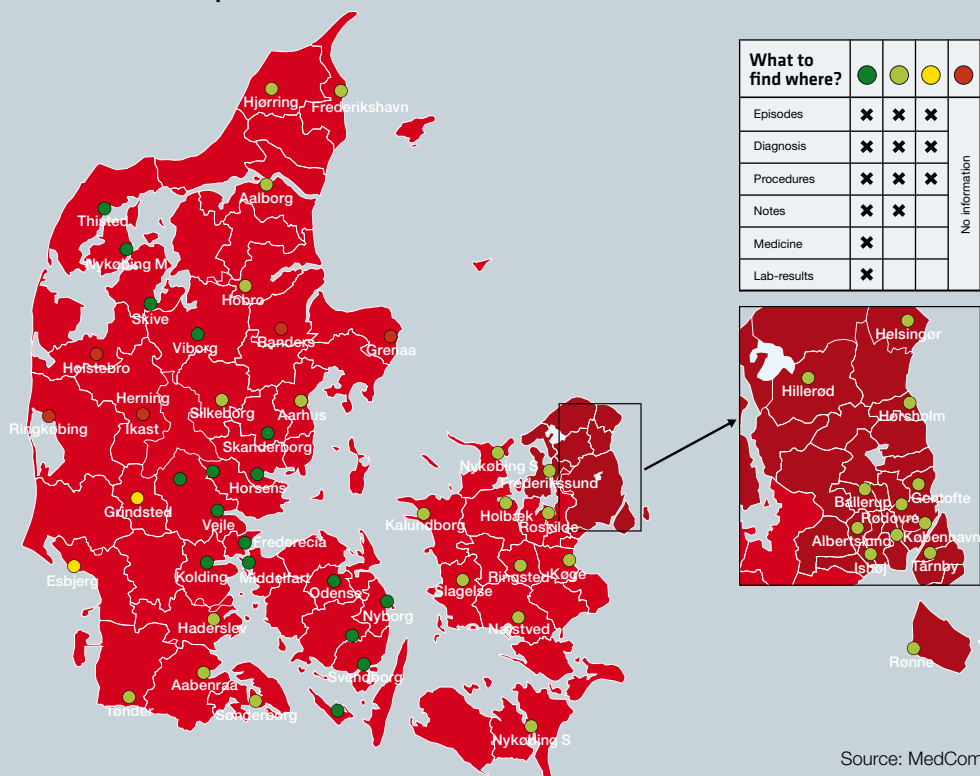 What to
find where?
Episodes
Diagnosis
Procedures
Notes
Medicine
Lab-results
No information
Hjørring
Frederikshavn
Aalborg
Thisted
Nykøbing M
Hobro
Skive
Viborg
Randers
Grenaa
Holstebro
Herning
Ikast
Silkeborg
Aarhus
Ringkøbing
Skanderborg
Horsens
Grindsted
Vejle
Frederecia
Kolding
Middelfart
Esbjerg
Odense
Nyborg
Haderslev
Svendborg
Aabenraa
Tønder
Sønderborg
Nykøbing S
Frederikssund
Holbæk
Roskilde
Kalundborg
Ringsted
Køge
Slagelse
Næstved
Nykøbing S
Helsingør
Hillerød
Hørsholm
Ballerup
Gentofte
Rødovre
Albertslund
København
Ishøj
Tårnby
Rønne
Source: MedCom